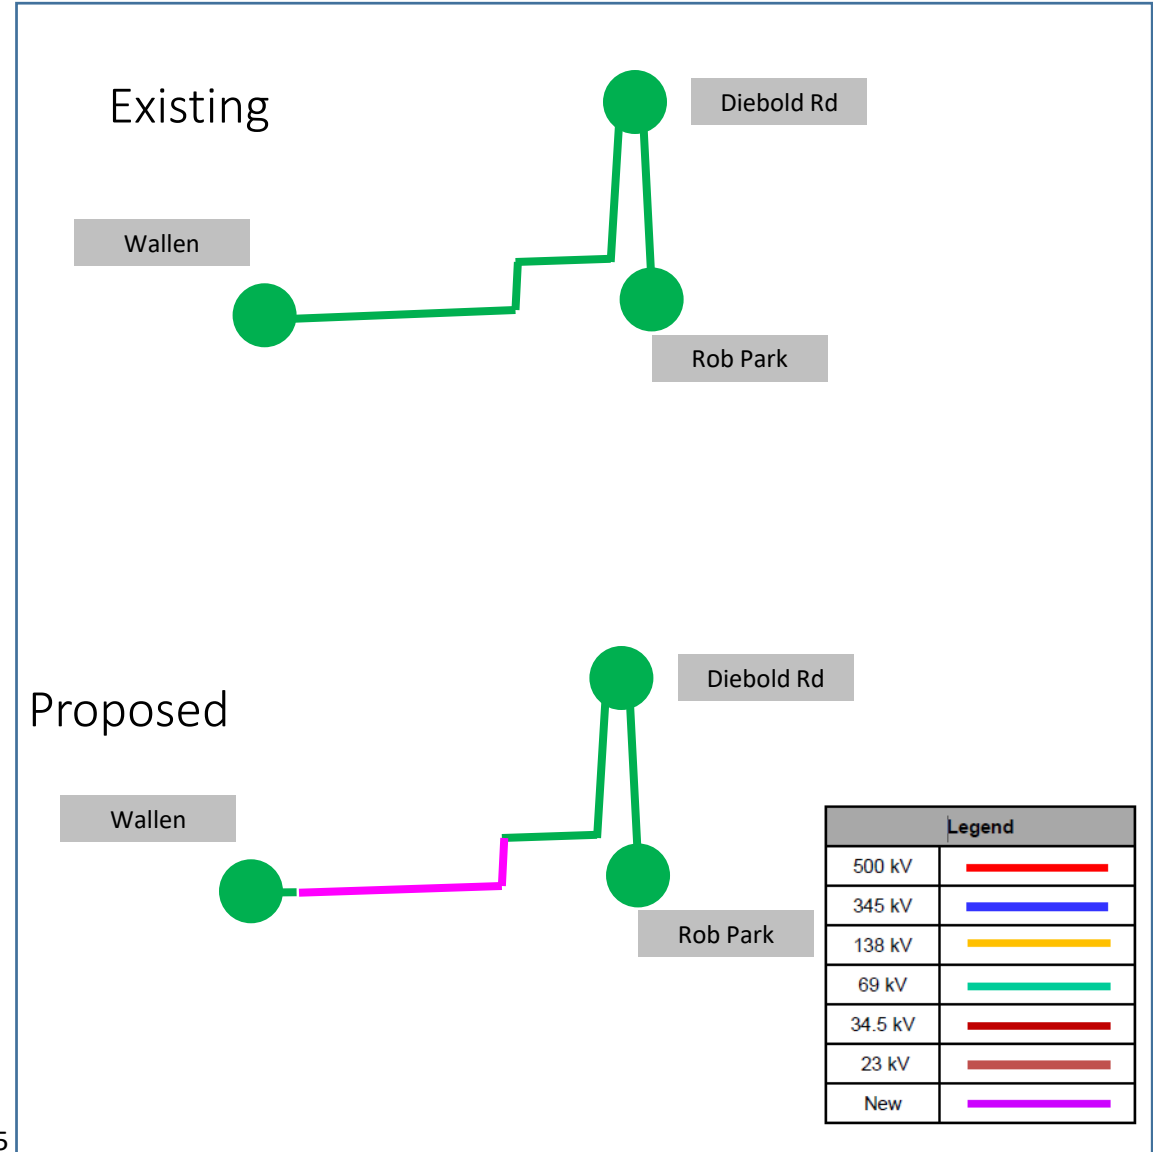 Existing
Diebold Rd
Wallen
Rob Park
Proposed
Diebold Rd
Wallen
Rob Park
Legend
500 kV
345 kV
138 kV
69 kV
34.5 kV
23 kV
New
5